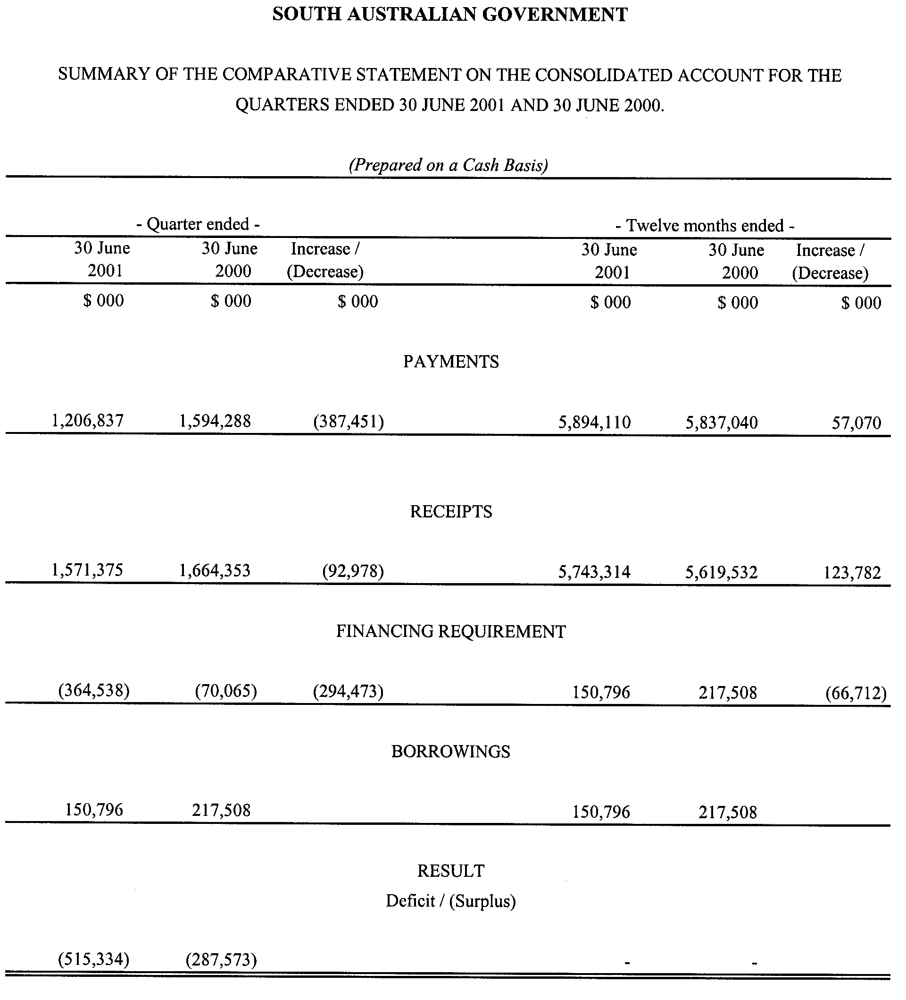 SOUTH AUSTRALIAN GOVERNMENT
SUMMARY OF THE COMPARATIVE STATEMENT ON THE CONSOLIDATED ACCOUNT FOR THE
QUARTERS ENDED 30 JUNE 2001 AND 30 JUNE 2000.
(Prepared on a Cash Basis)
- Quarter ended - - Twelve months ended -
30 June 30 June Increase / 30 June 30 June Increase /
2001 2000 (Decrease) 2001 2000 (Decrease)
$ 000 $ 000 $ 000 $ 000 $ 000 $ 000
PAYMENTS
1,206,837 1,594,288 (387,451) 5,894,110 5,837,040 57,070
RECEIPTS
1,571,375 1,664,353 (92,978) 5,743,314 5,619,532 123,782
FINANCING REQUIREMENT
(364,538) (70,065) (294,473) 150,796 217,508 (66,712)
BORROWINGS
150,796 217,508 150,796 217,508
RESULT
Deficit / (Surplus)
(515,334) (287,573) - -